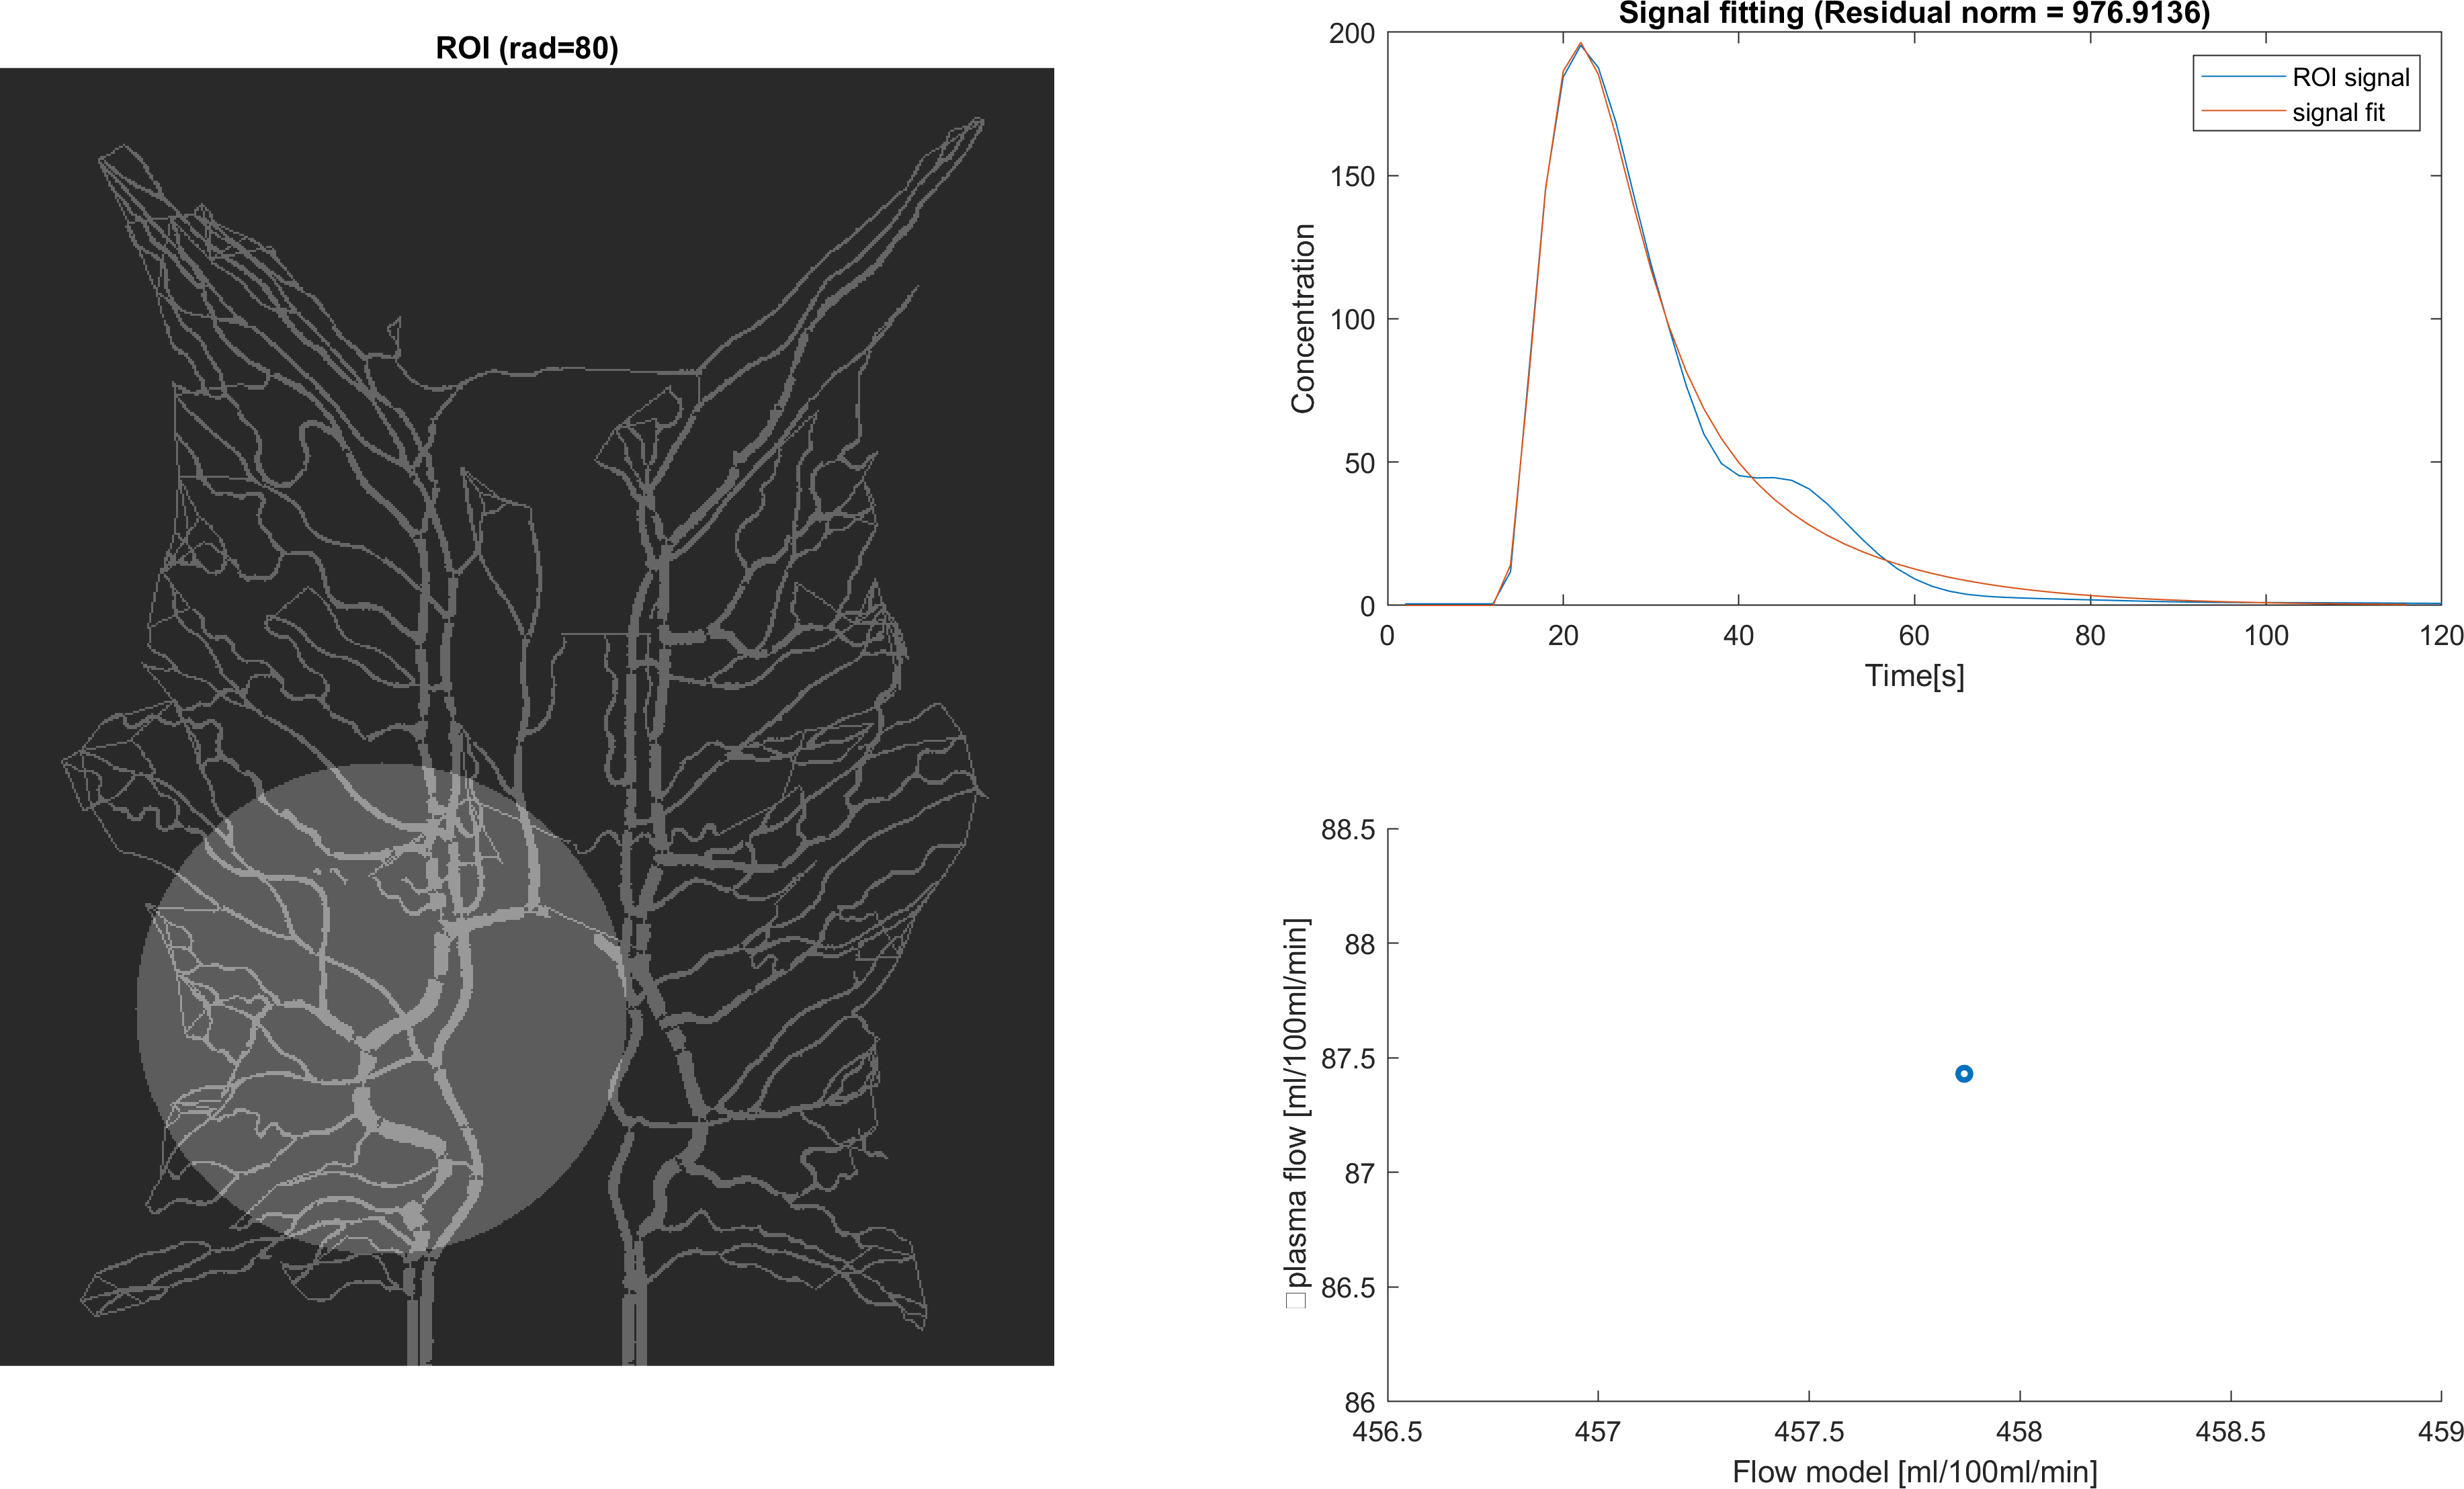 ROI (rad=80)
Signal fitting (Residual norm = 976.9136)
200
150
100
50
0
Concentration
ROI signal
signal fit
0 20 40 60 80 100 120
Time[s]
88.5
88
87.5
87
86.5
86
□ plasma flow [ml/100ml/min]
456.5 457 457.5 458 458.5 459
Flow model [ml/100ml/min]